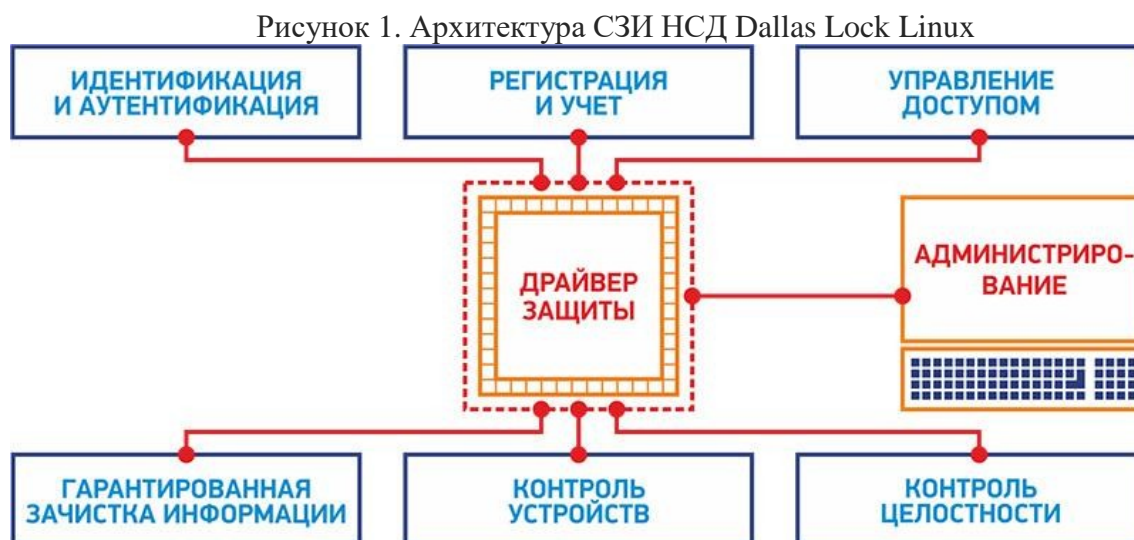 Рисунок 1. Архитектура СЗИ НСД Dallas Lock Linux
ИДЕНТИФИКАЦИЯ
И АУТЕНТИФИКАЦИЯ
РЕГИСТРАЦИЯ
И УЧЕТ
УПРАВЛЕНИЕ
ДОСТУПОМ
ДРАЙВЕР
ЗАЩИТЫ
АДМИНИСТРИРО-
ВАНИЕ
ГАРАНТИРОВАННАЯ
ЗАЧИСТКА ИНФОРМАЦИИ
КОНТРОЛЬ
УСТРОЙСТВ
КОНТРОЛЬ
ЦЕЛОСТНОСТИ